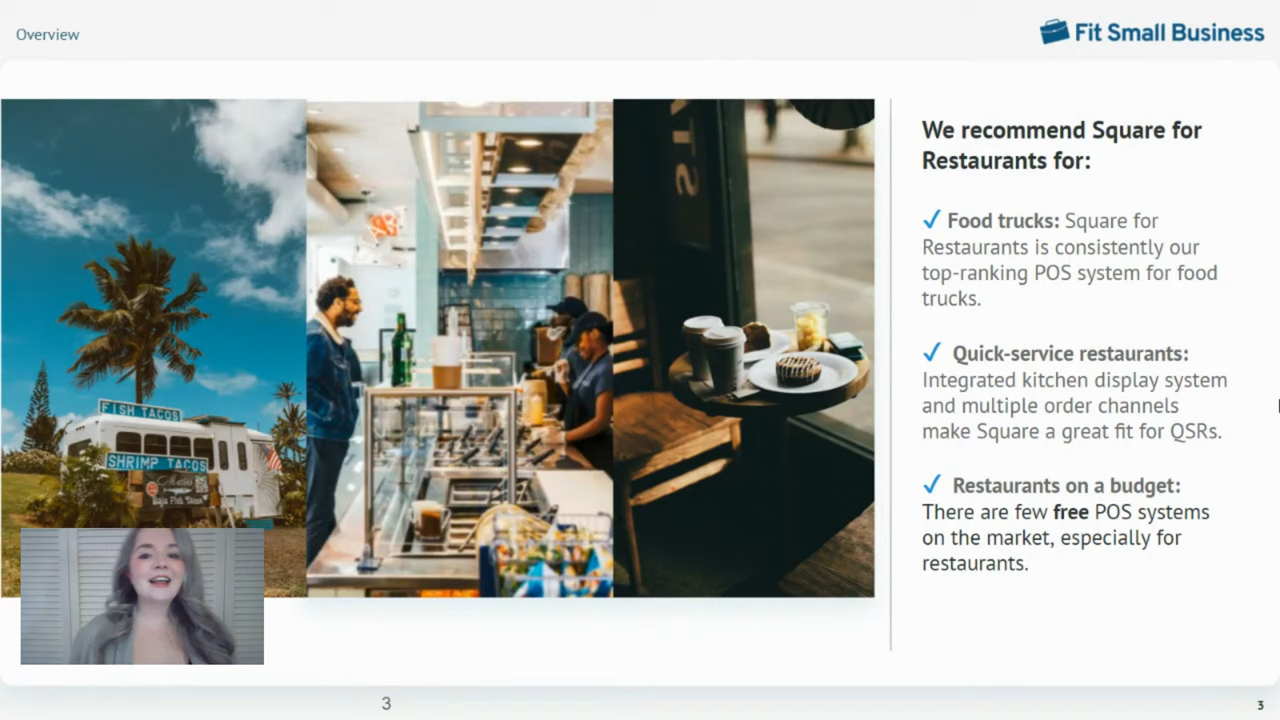 Overview
Fit Small Business
We recommend Square for
Restaurants for:
✓ Food trucks: Square for
Restaurants is consistently our
top-ranking POS system for food
trucks.
✓ Quick-service restaurants:
Integrated kitchen display system
and multiple order channels
make Square a great fit for QSRs.
✓ Restaurants on a budget:
There are few free POS systems
on the market, especially for
restaurants.
FISH TACOS
SHRIMP TACOS
3
3